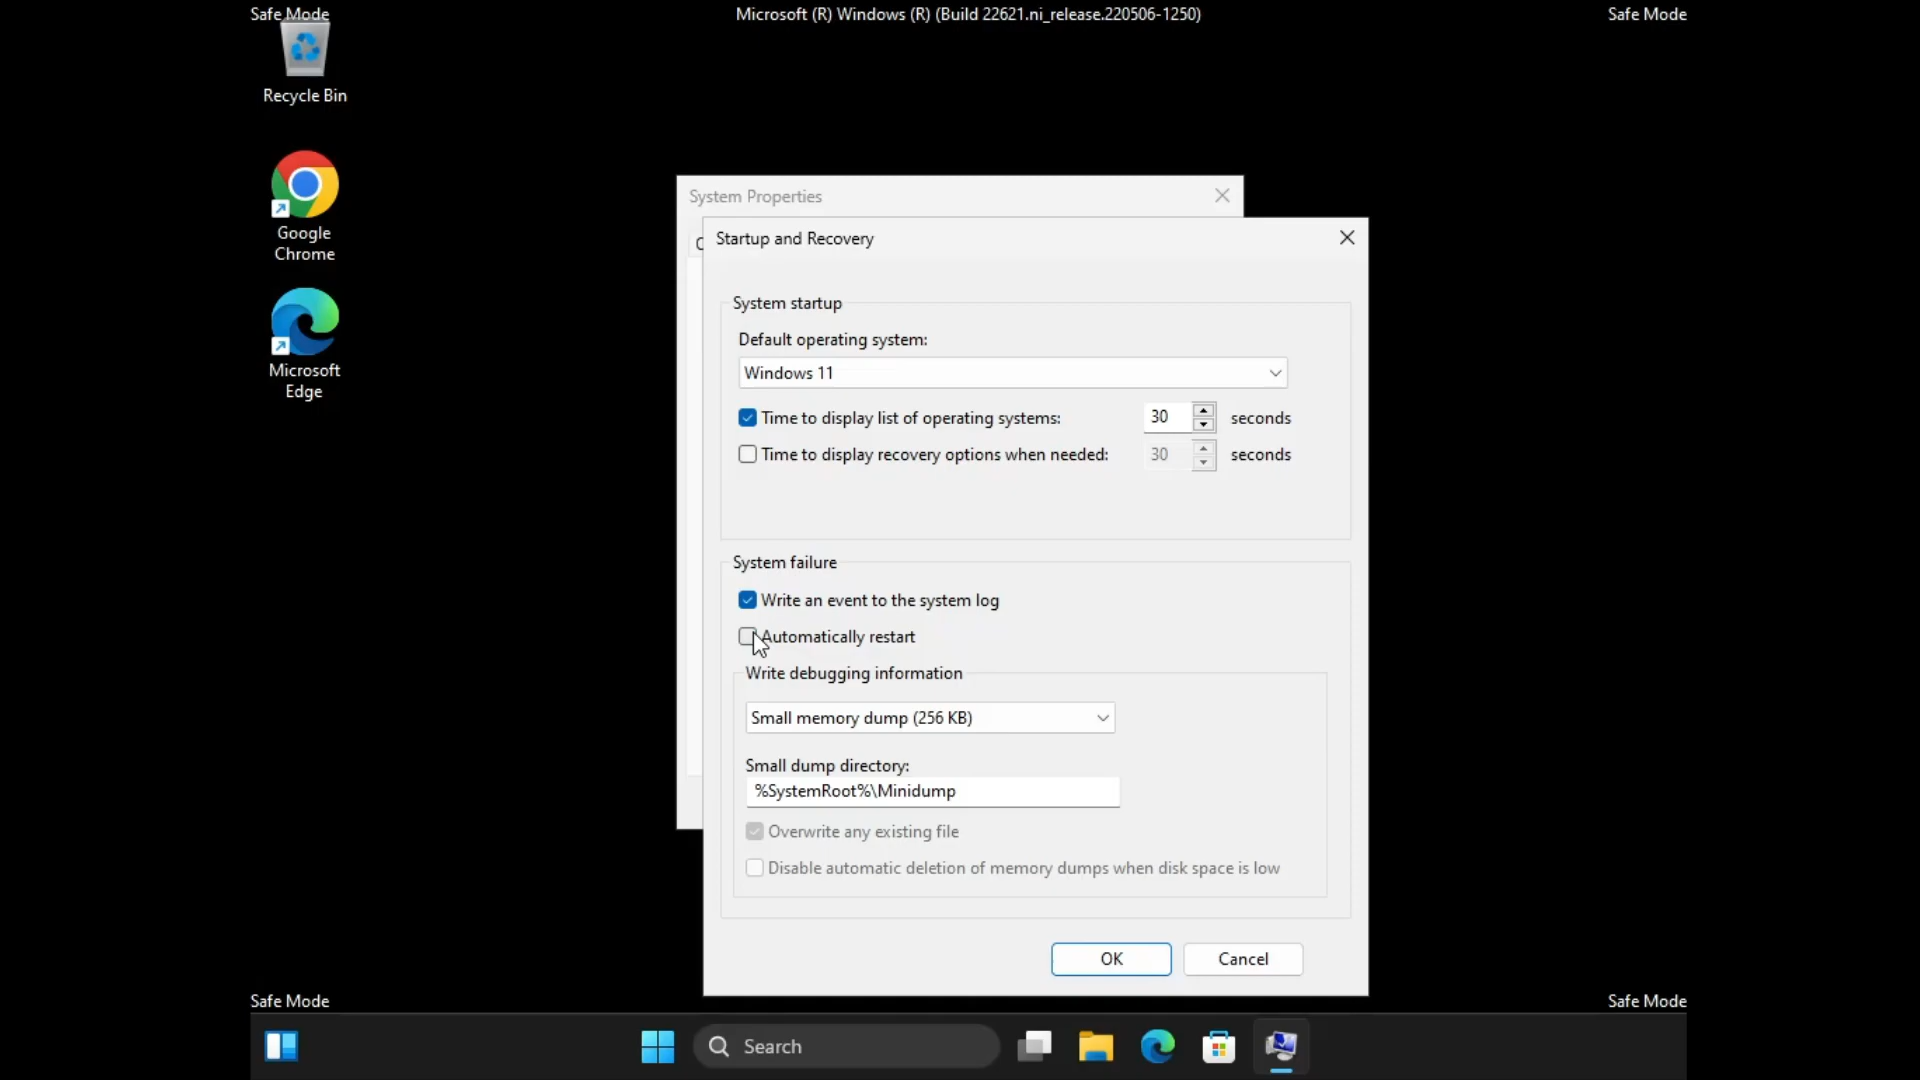 Safe Mode
Microsoft (R) Windows (R) (Build 22621.ni_release.220506-1250)
Safe Mode
Recycle Bin
Google
Chrome
Microsoft
Edge
System Properties
Startup and Recovery
System startup
Default operating system:
Windows 11
Time to display list of operating systems: 30 seconds
Time to display recovery options when needed: 30 seconds
System failure
Write an event to the system log
Automatically restart
Write debugging information
Small memory dump (256 KB)
Small dump directory:
%SystemRoot%\Minidump
Overwrite any existing file
Disable automatic deletion of memory dumps when disk space is low
OK Cancel
Safe Mode
Safe Mode
Search